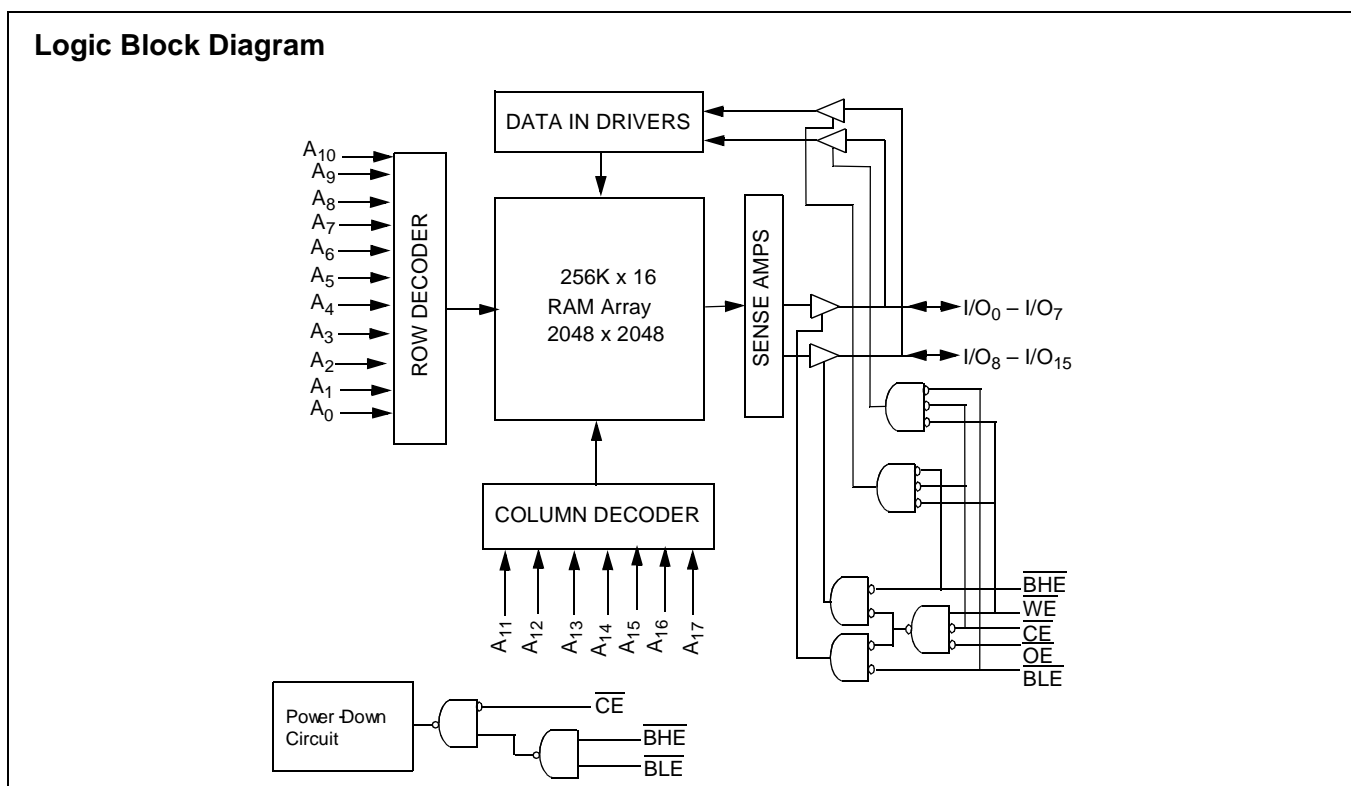 Logic Block Diagram
DATA IN DRIVERS
A10
A9
A8
A7
A6
A5
A4
A3
A2
A1
A0
ROW DECODER
256K x 16
RAM Array
2048 x 2048
SENSE AMPS
I/O0 – I/O7
I/O8 – I/O15
COLUMN DECODER
A11
A12
A13
A14
A15
A16
A17
BHE
WE
CE
OE
BLE
Power-Down
Circuit
CE
BHE
BLE